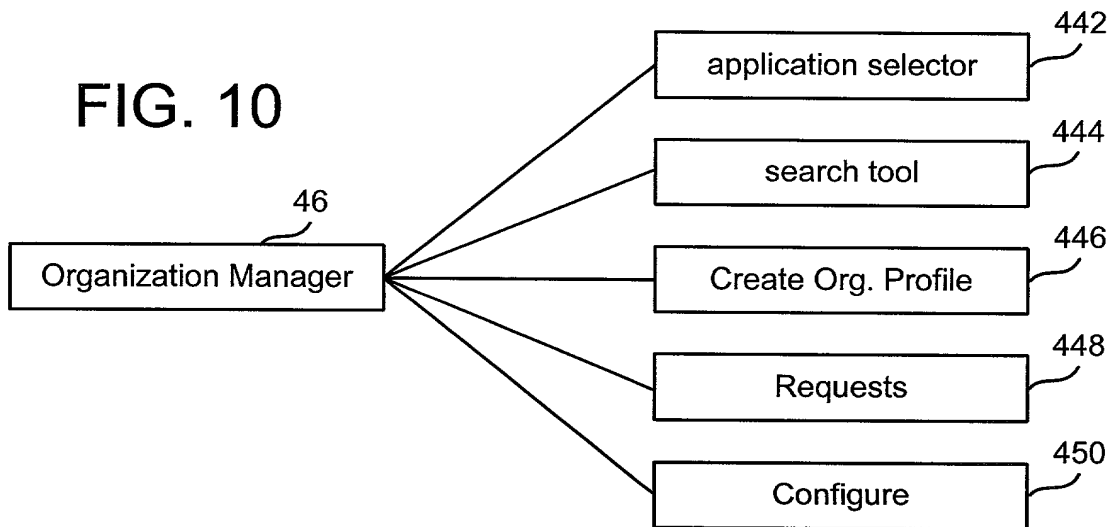 FIG. 10
46
Organization Manager
442
application selector
444
search tool
446
Create Org. Profile
448
Requests
450
Configure